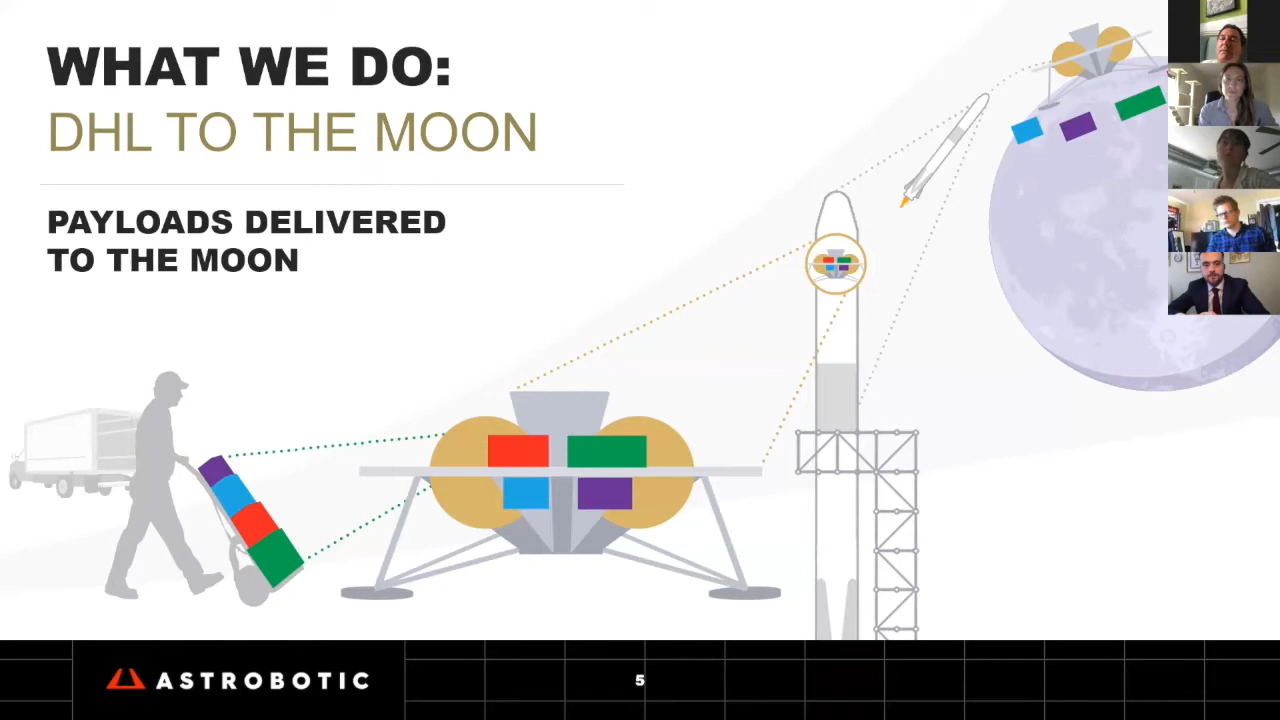 WHAT WE DO:
DHL TO THE MOON
PAYLOADS DELIVERED
TO THE MOON
ASTROBOTIC
5